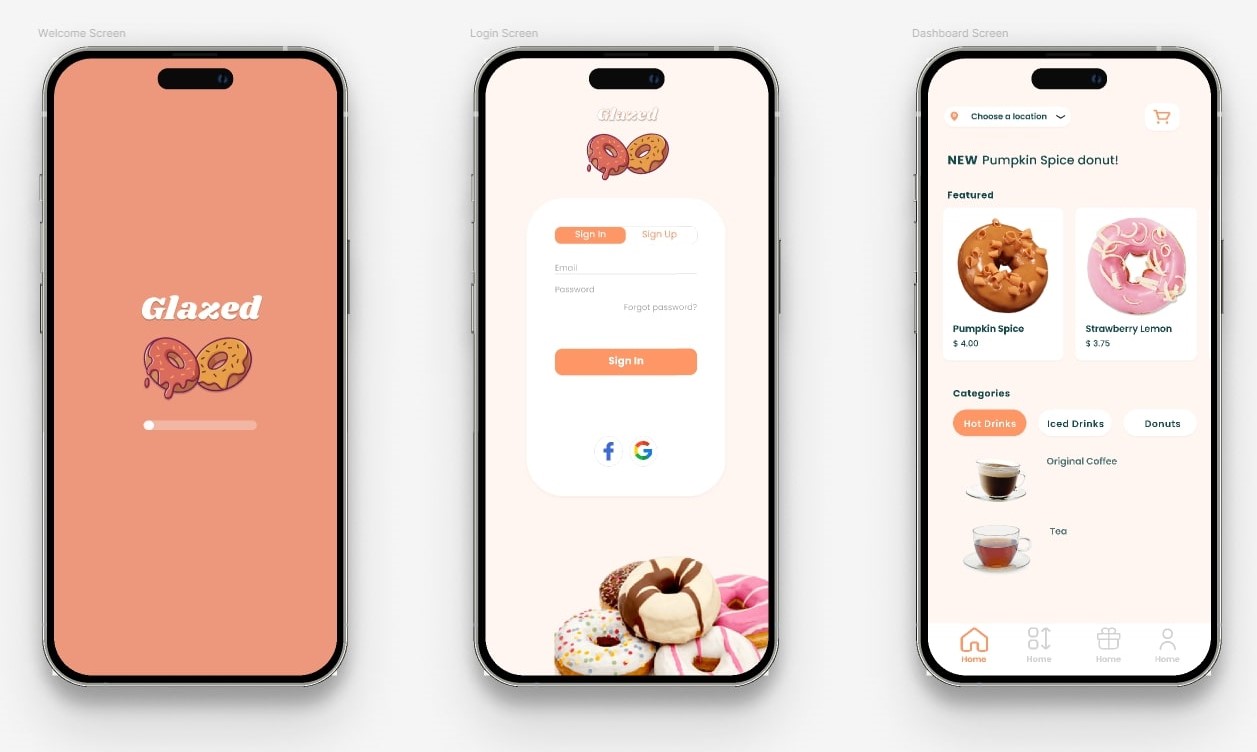 Welcome Screen
Glazed
Login Screen
Glazed
Sign In
Sign Up
Email
Password
Forgot password?
Sign In
Dashboard Screen
Choose a location
NEW Pumpkin Spice donut!
Featured
Pumpkin Spice
$ 4.00
Strawberry Lemon
$ 3.75
Categories
Hot Drinks
Iced Drinks
Donuts
Original Coffee
Tea
Home
Home
Home
Home